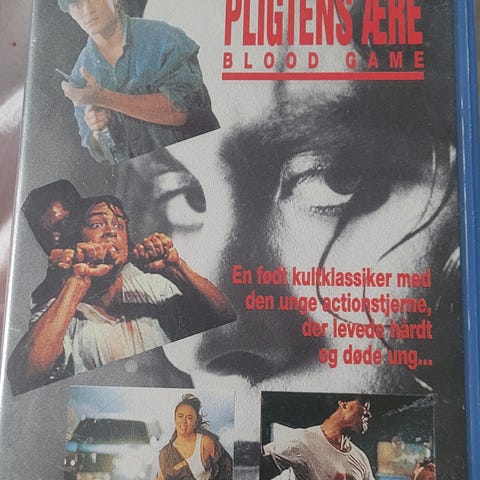 PLIGTENS ÆRE
BLOOD GAME
En født kultklassiker med
den unge actionstjerne,
der levede hårdt
og døde ung...